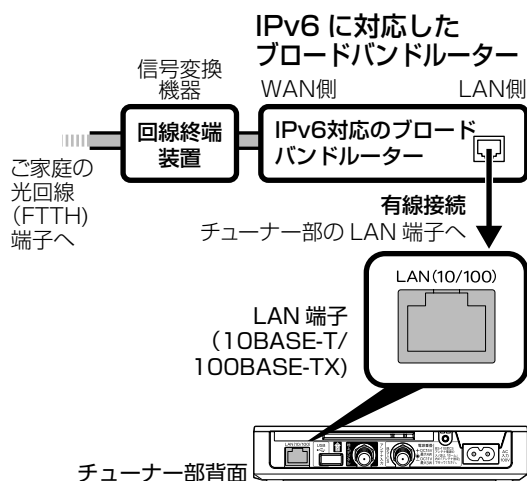 IPv6 に対応した
ブロードバンドルーター
信号変換
機器
WAN側
LAN側
回線終端
装置
IPv6対応のブロード
バンドルーター
ご家庭の
光回線
(FTTH)
端子へ
有線接続
チューナー部の LAN 端子へ
LAN(10/100)
LAN 端子
(10BASE-T/
100BASE-TX)
LAN(10/100)
USB
チューナー部背面